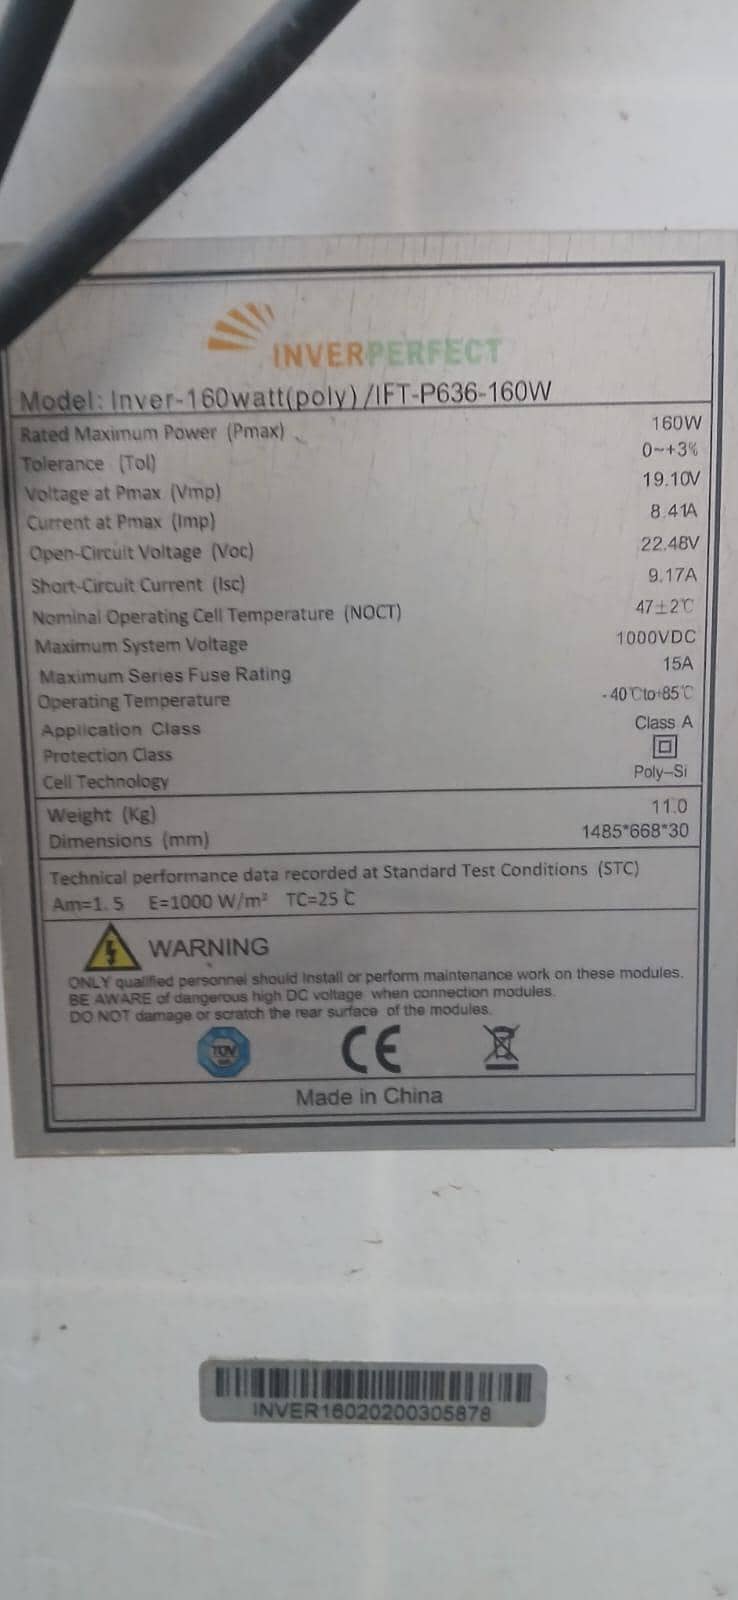 INVERPERFECT
Model: Inver-160watt(poly)/IFT-P636-160W
Rated Maximum Power (Pmax) 160W
Tolerance (Tol) 0~+3%
Voltage at Pmax (Vmp) 19.10V
Current at Pmax (Imp) 8.41A
Open-Circuit Voltage (Voc) 22.48V
Short-Circuit Current (Isc) 9.17A
Nominal Operating Cell Temperature (NOCT) 47±2℃
Maximum System Voltage 1000VDC
Maximum Series Fuse Rating 15A
Operating Temperature -40℃to+85℃
Application Class Class A
Protection Class
Cell Technology Poly-Si
Weight (Kg) 11.0
Dimensions (mm) 1485*668*30
Technical performance data recorded at Standard Test Conditions (STC)
Am=1.5 E=1000 W/m² TC=25℃
WARNING
ONLY qualified personnel should Install or perform maintenance work on these modules.
BE AWARE of dangerous high DC voltage when connection modules.
DO NOT damage or scratch the rear surface of the modules.
TÜV CE
Made in China
INVER16020200305878